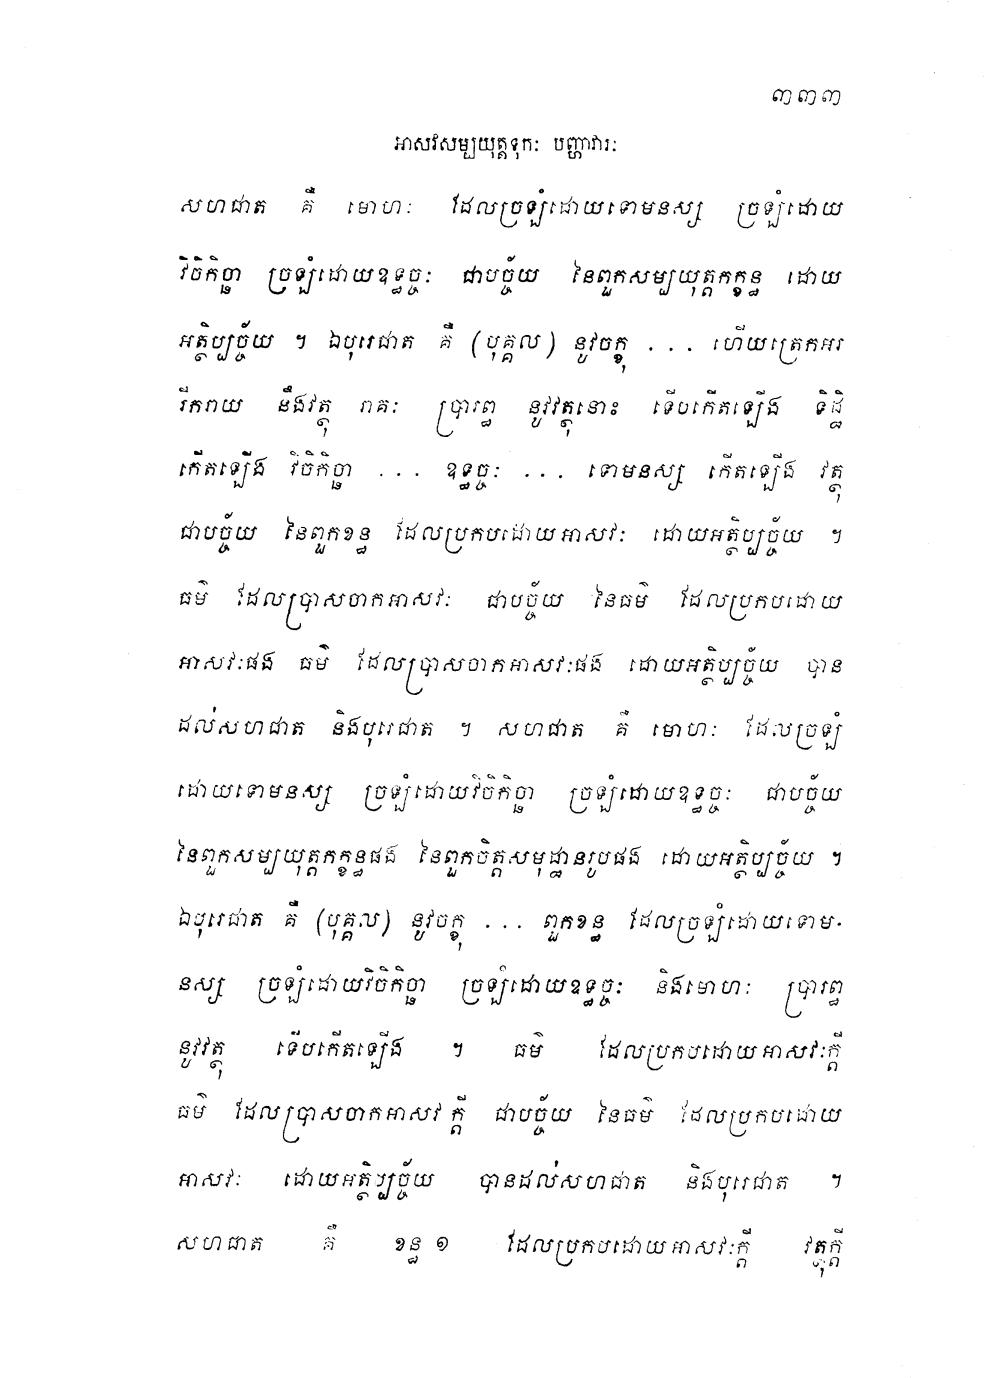 ៣៣៣
អាសវសម្បយុត្តទុកៈ បញ្ហាវារៈ
សហជាត គឺ មោហៈ ដែលច្រឡំដោយទោមនស្ស ច្រឡំដោយ
វិចិកិច្ឆា ច្រឡំដោយឧទ្ធច្ចៈ ជាបច្ច័យ នៃពួកសម្បយុត្តកក្ខន្ធ ដោយ
អត្ថិប្បច្ច័យ ។ ឯបុរេជាត គឺ (បុគ្គល) នូវចក្ខុ ... ហើយត្រេកអរ
រីករាយ នឹងវត្ថុ រាគៈ ប្រារព្ធ នូវវត្ថុនោះ ទើបកើតឡើង ទិដ្ឋិ
កើតឡើង វិចិកិច្ឆា ... ឧទ្ធច្ចៈ ... ទោមនស្ស កើតឡើង វត្ថុ
ជាបច្ច័យ នៃពួកខន្ធ ដែលប្រកបដោយអាសវៈ ដោយអត្ថិប្បច្ច័យ ។
ធម៌ ដែលប្រាសចាកអាសវៈ ជាបច្ច័យ នៃធម៌ ដែលប្រកបដោយ
អាសវៈផង ធម៌ ដែលប្រាសចាកអាសវៈផង ដោយអត្ថិប្បច្ច័យ បាន
ដល់សហជាត និងបុរេជាត ។ សហជាត គឺ មោហៈ ដែលច្រឡំ
ដោយទោមនស្ស ច្រឡំដោយវិចិកិច្ឆា ច្រឡំដោយឧទ្ធច្ចៈ ជាបច្ច័យ
នៃពួកសម្បយុត្តកក្ខន្ធផង នៃពួកចិត្តសមុដ្ឋានរូបផង ដោយអត្ថិប្បច្ច័យ ។
ឯបុរេជាត គឺ (បុគ្គល) នូវចក្ខុ ... ពួកខន្ធ ដែលច្រឡំដោយទោម-
នស្ស ច្រឡំដោយវិចិកិច្ឆា ច្រឡំដោយឧទ្ធច្ចៈ និងមោហៈ ប្រារព្ធ
នូវវត្ថុ ទើបកើតឡើង ។ ធម៌ ដែលប្រកបដោយអាសវៈក្តី
ធម៌ ដែលប្រាសចាកអាសវក្តី ជាបច្ច័យ នៃធម៌ ដែលប្រកបដោយ
អាសវៈ ដោយអត្ថិប្បច្ច័យ បានដល់សហជាត និងបុរេជាត ។
សហជាត គឺ ខន្ធ ១ ដែលប្រកបដោយអាសវៈក្តី វត្ថុក្តី